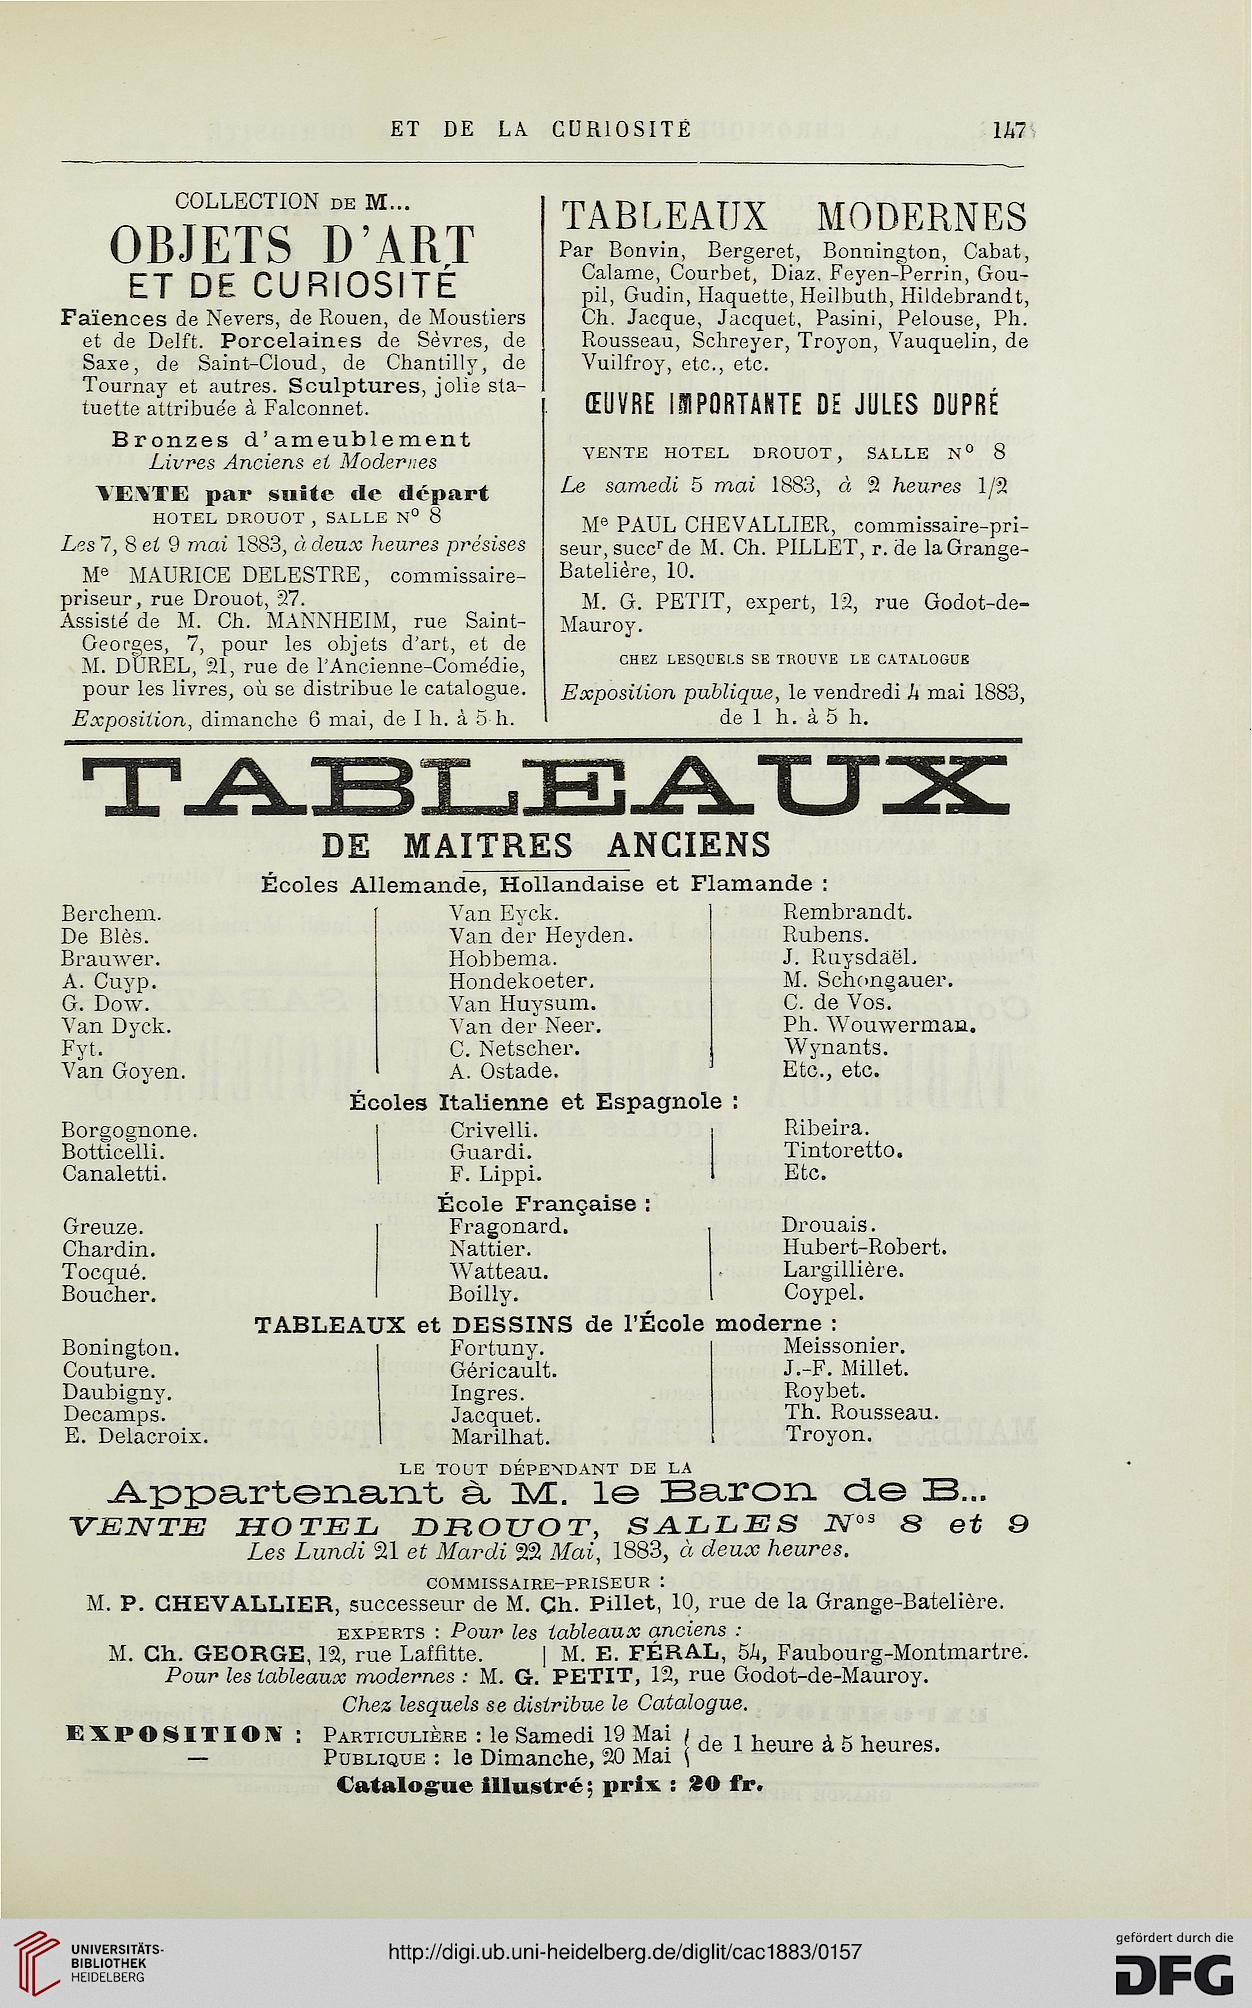 ET DE LA CURIOSITÉ 147
COLLECTION DE M...
OBJETS D'ART
ET DE CURIOSITÉ
Faïences de Nevers, de Rouen, de Moustiers
et de Delft. Porcelaines de Sèvres, de
Saxe, de Saint-Cloud, de Chantilly, de
Tournay et autres. Sculptures, jolie sta-
tuette attribuée à Falconnet.
Bronzes d'ameublement
Livres Anciens et Modernes
VENTE par suite de départ
HOTEL DROUOT, SALLE N° 8
Les 7, 8 et 9 mai 1883, à deux heures présises
Me MAURICE DELESTRE, commissaire-
priseur, rue Drouot, 27.
Assisté de M. Ch. MANNHEIM, rue Saint-
Georges, 7, pour les objets d'art, et de
M. DUREL, 21, rue de l'Ancienne-Comédie,
pour les livres, où se distribue le catalogue.
Exposition, dimanche 6 mai, de I h. à 5 h.
TABLEAUX MODERNES
Par Bonvin, Bergeret, Bonnington, Cabat,
Calame, Courbet, Diaz. Feyen-Perrin, Gou-
pil, Gudin, Haquette, Heilbuth, Hildebrandt,
Ch. Jacque, Jacquet, Pasini, Pelouse, Ph.
Rousseau, Schreyer, Troyon, Vauquelin, de
Vuilfroy, etc., etc.
ŒUVRE IMPORTANTE DE JULES DUPRÉ
VENTE HOTEL DROUOT, SALLE N° 8
Le samedi 5 mai 1883, à 2 heures 1/2
Me PAUL CHEVALLIER, commissaire-pri-
seur, succr de M. Ch. PILLET, r. de la Grange-
Batelière, 10.
M. G. PETIT, expert, 12, rue Godot-de-
Mauroy.
CHEZ LESQUELS SE TROUVE LE CATALOGUE
Exposition publique, le vendredi 4 mai 1883,
de 1 h. à 5 h.
TABLEAUX
DE MAITRES ANCIENS
Écoles Allemande, Hollandaise et Flamande :
Berchem.
De Blès.
Brauwer.
A. Cuyp.
G. Dow.
Van Dyck.
Fyt.
Van Goyen.
Van Eyck.
Van der Heyden.
Hobbema.
Hondekoeter.
Van Huysum.
Van der Neer.
C. Netscher.
A. Ostade.
Rembrandt.
Rubens.
J. Ruysdaël.
M. Schongauer.
C. de Vos.
Ph. Wouwerman.
Wynants.
Etc., etc.
Écoles Italienne et Espagnole :
Borgognone.
Botticelli.
Canaletti.
Crivelli.
Guardi.
F. Lippi.
Ribeira.
Tintoretto.
Etc.
École Française :
Greuze.
Chardin.
Tocqué.
Boucher.
Fragonard.
Nattier.
Watteau.
Boilly.
Drouais.
Hubert-Robert.
Largillière.
Coypel.
TABLEAUX et DESSINS de l'École moderne :
Bonington.
Couture.
Daubigny.
Decamps.
E. Delacroix.
Fortuny.
Géricault.
Ingres.
Jacquet.
Marilhat.
Meissonier.
J.-F. Millet.
Roybet.
Th. Rousseau.
Troyon.
LE TOUT DÉPENDANT DE LA
Appartenant à M. le Baron de B...
VENTE HOTEL DROUOT, SALLES Nos 8 et 9
Les Lundi 21 et Mardi 22 Mai, 1883, à deux heures.
COMMISSAIRE-PRISEUR :
M. P. CHEVALLIER, successeur de M. Ch. Pillet, 10, rue de la Grange-Batelière.
EXPERTS : Pour les tableaux anciens :
M. Ch. GEORGE, 12, rue Laffitte. | M. E. FÉRAL, 54, Faubourg-Montmartre.
Pour les tableaux modernes : M. G. PETIT, 12, rue Godot-de-Mauroy.
Chez lesquels se distribue le Catalogue.
EXPOSITION : PARTICULIÈRE : le Samedi 19 Mai
— PUBLIQUE : le Dimanche, 20 Mai
de 1 heure à 5 heures.
Catalogue illustré; prix : 20 fr.
UNIVERSITÄTS-
BIBLIOTHEK
HEIDELBERG
http://digi.ub.uni-heidelberg.de/diglit/cac1883/0157
gefördert durch die
DFG